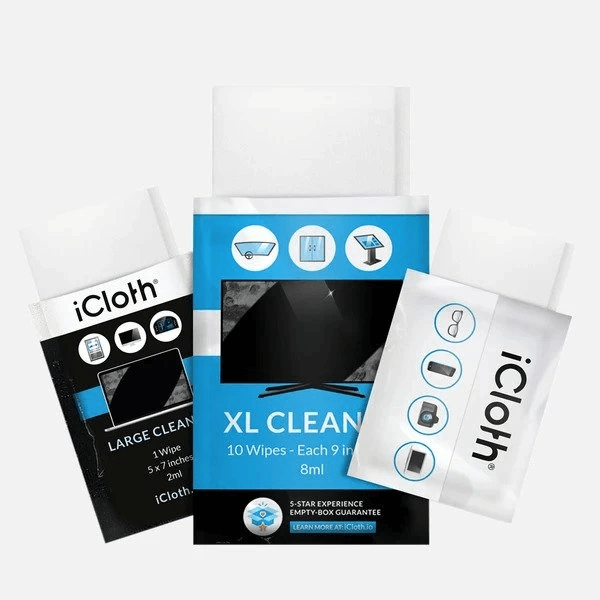 iCloth®
LARGE CLEAN
1 Wipe
5 x 7 inches
2ml
iCloth.
XL CLEAN
10 Wipes - Each 9 in
8ml
5-STAR EXPERIENCE
EMPTY-BOX GUARANTEE
LEARN MORE AT: iCloth.io
iCloth®